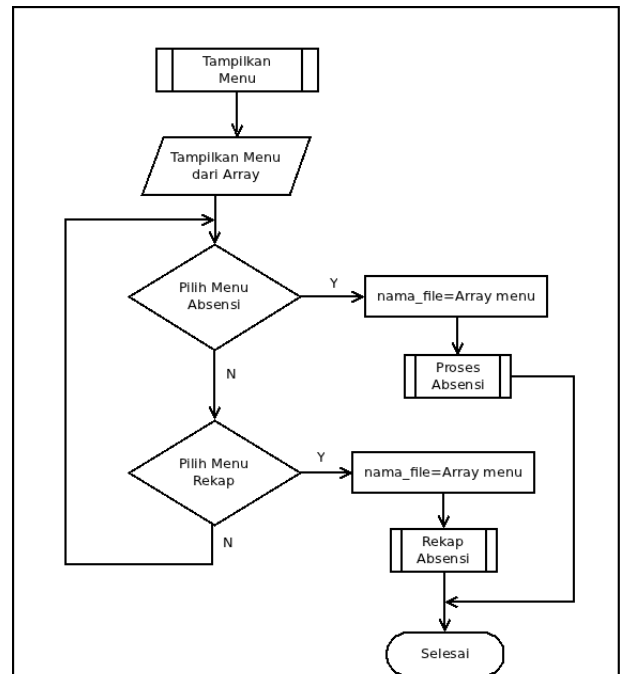 Tampilkan
Menu
Tampilkan Menu
dari Array
Pilih Menu
Absensi
Y
nama_file=Array menu
Proses
Absensi
N
Pilih Menu
Rekap
Y
nama_file=Array menu
N
Rekap
Absensi
Selesai